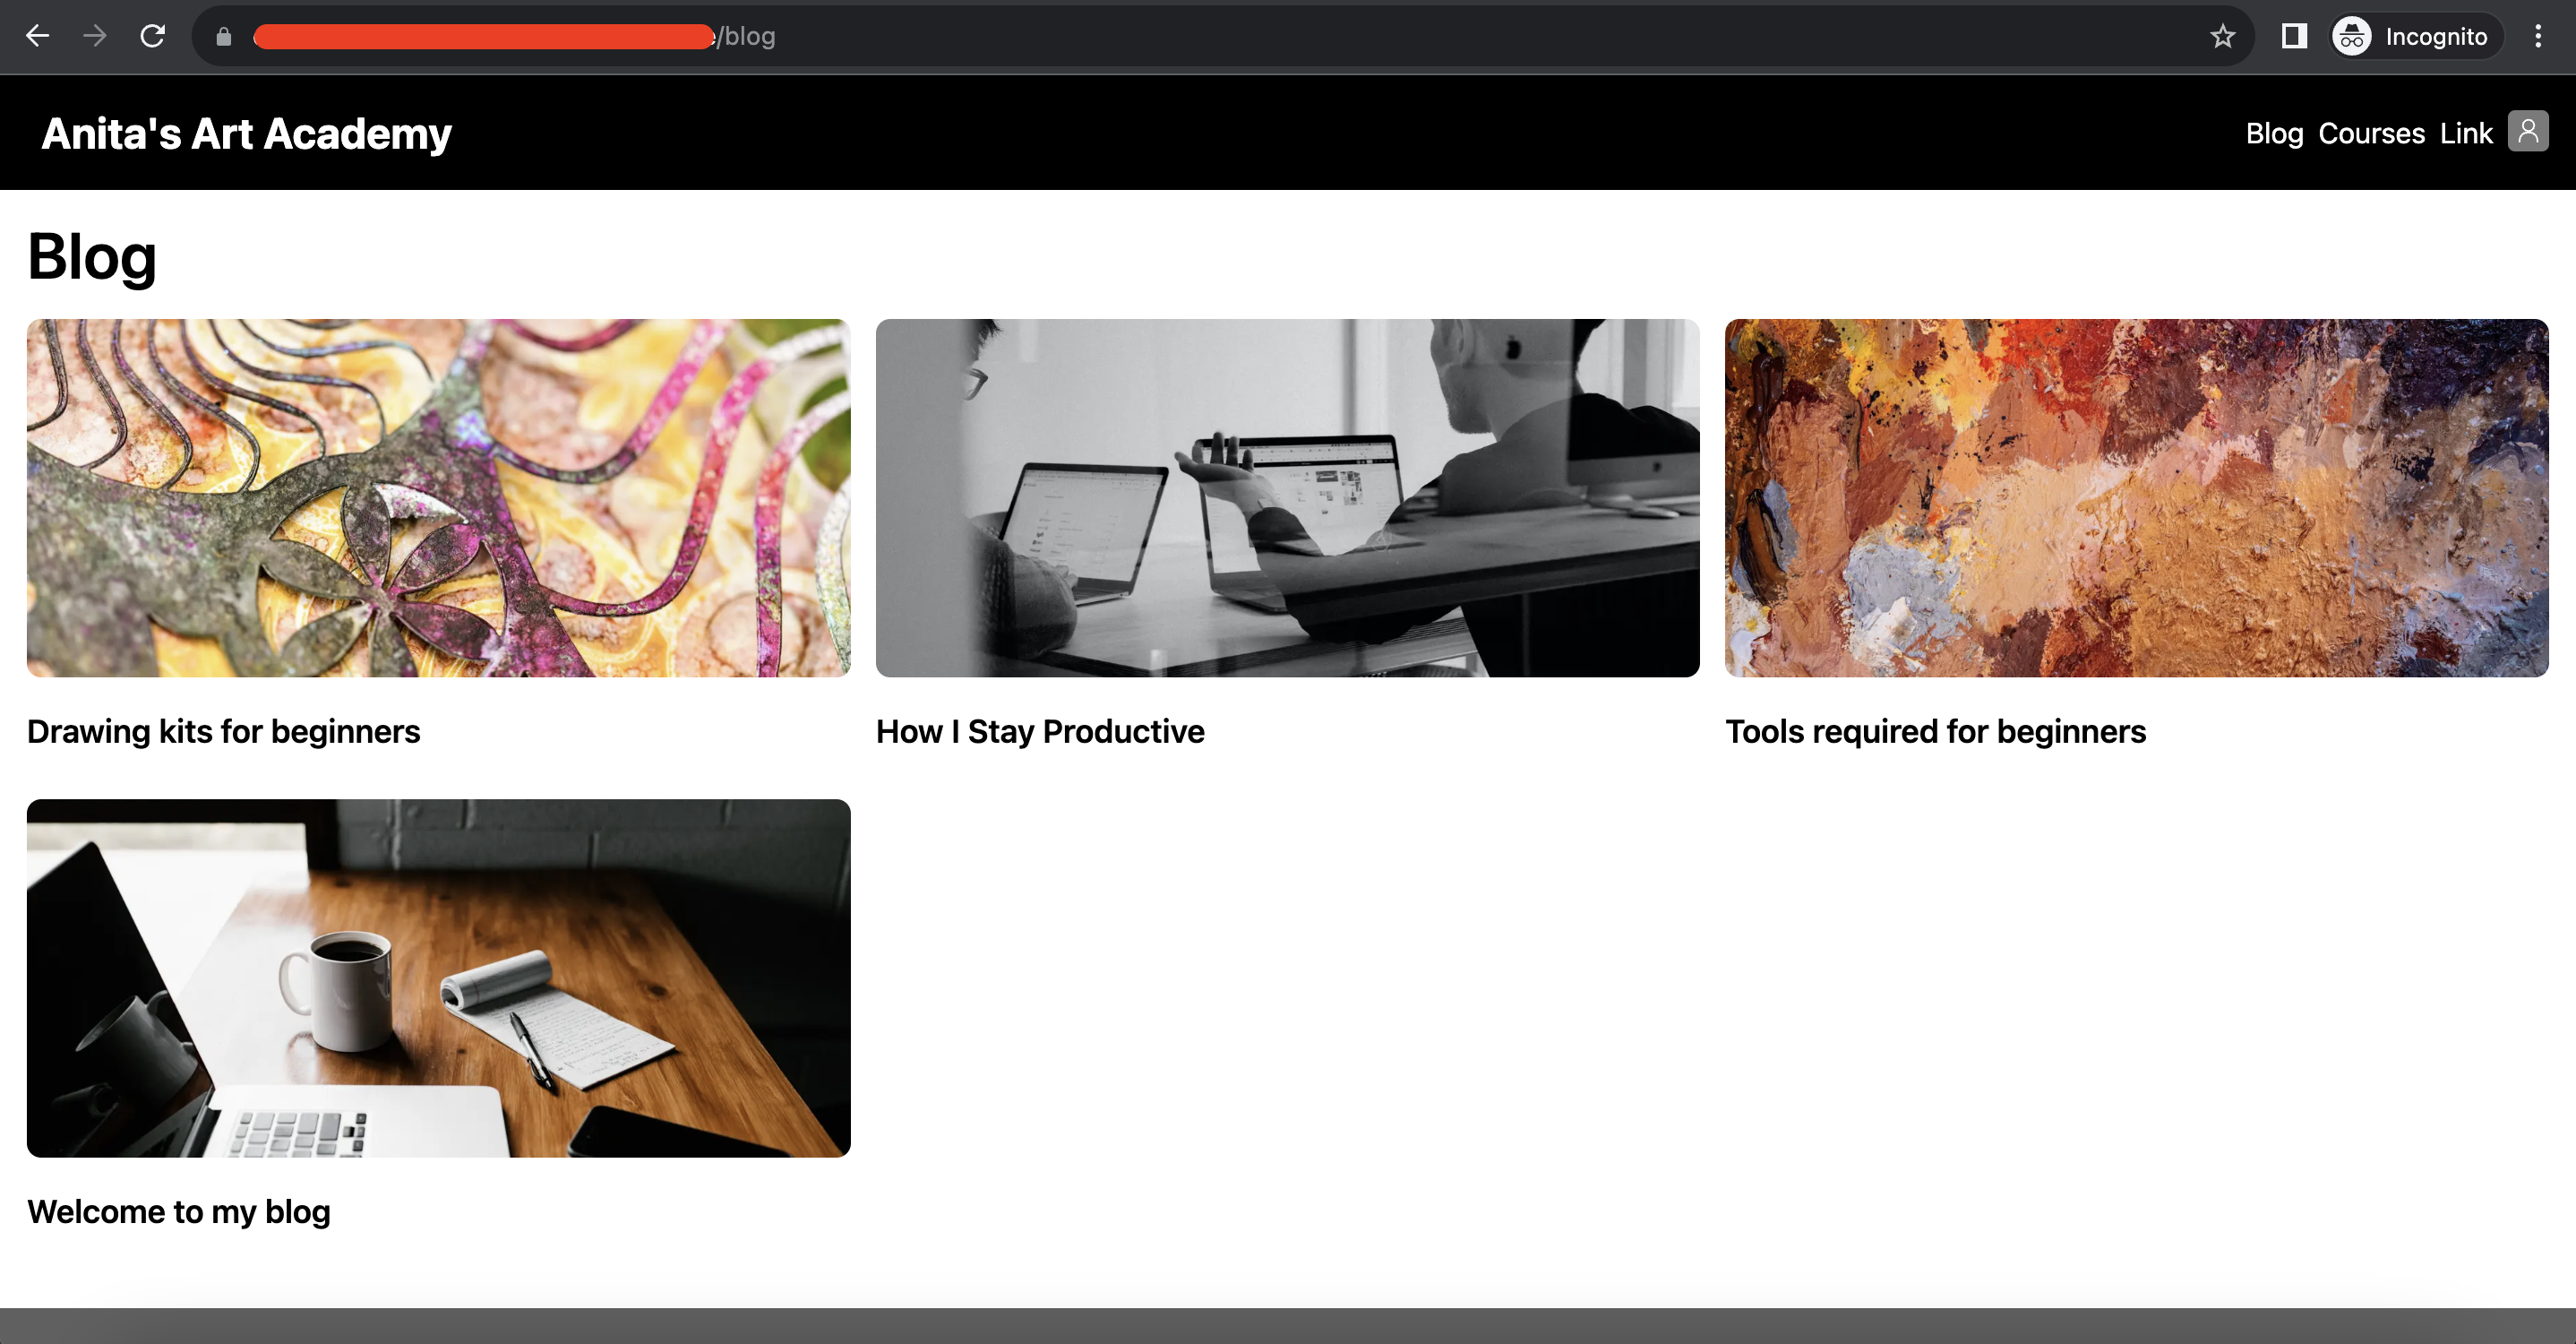 /blog
Incognito
Anita's Art Academy
Blog Courses Link
Blog
Drawing kits for beginners
How I Stay Productive
Tools required for beginners
Welcome to my blog